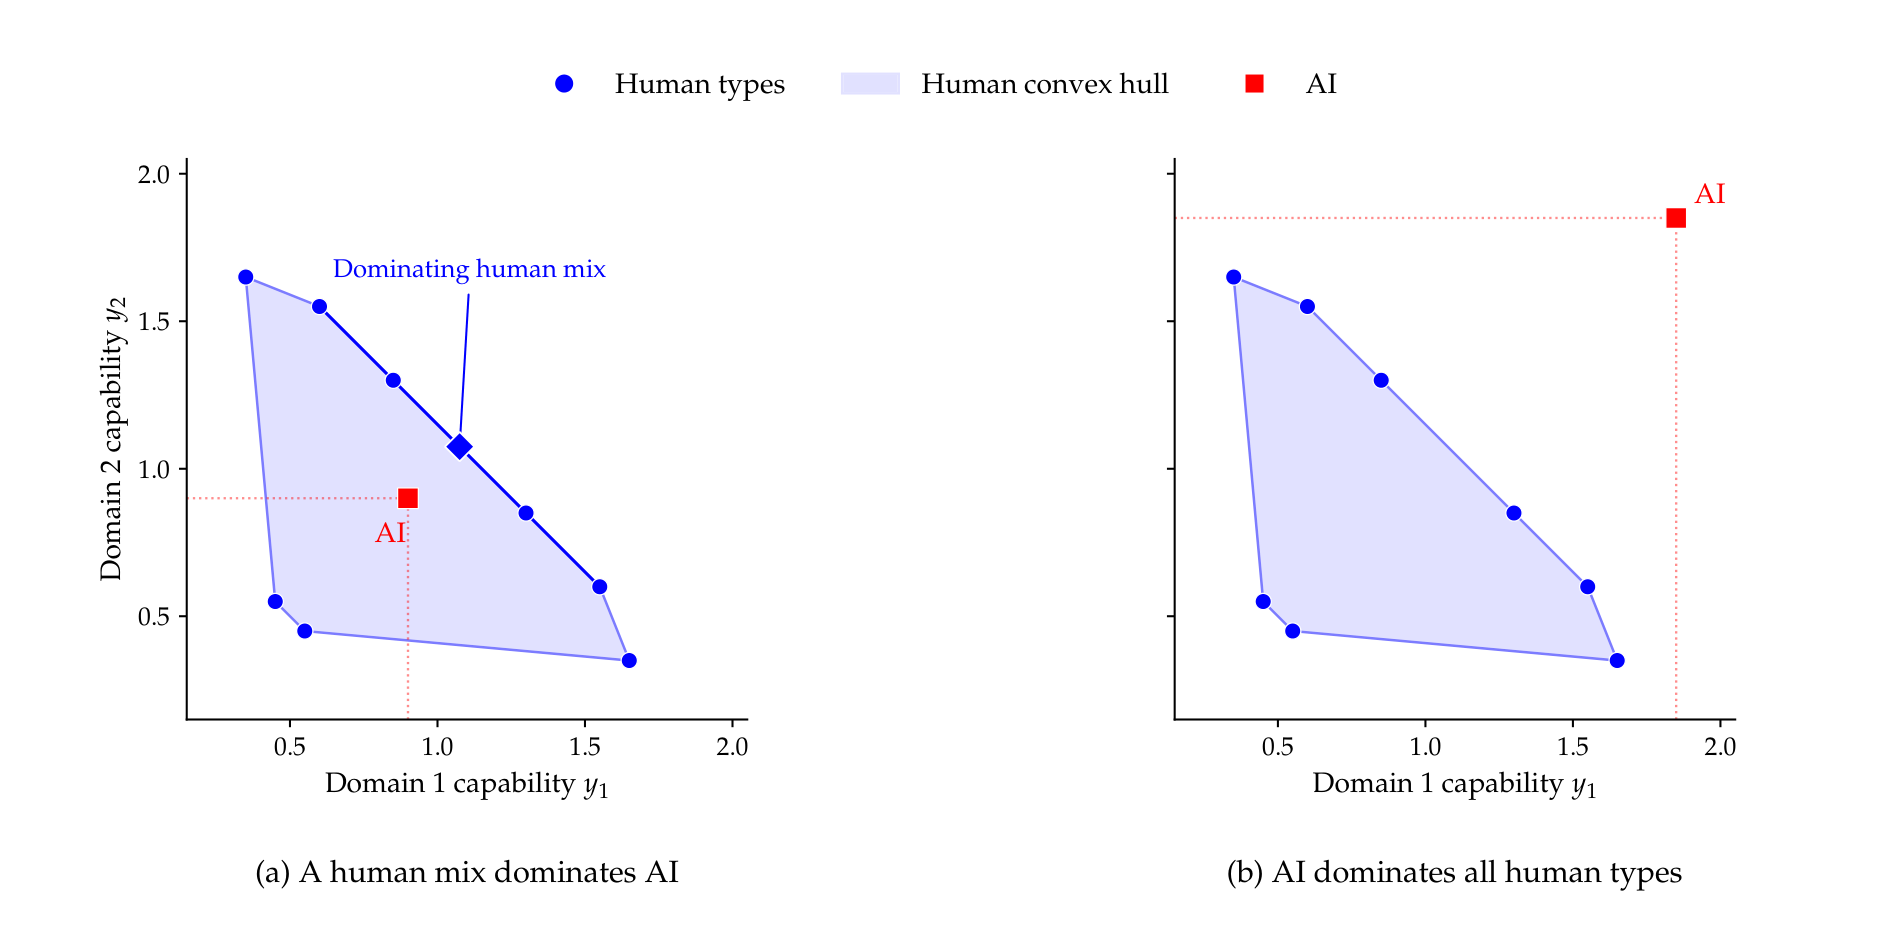 Human types
Human convex hull
AI
2.0
1.5
1.0
0.5
Domain 2 capability y₂
Dominating human mix
AI
0.5
1.0
1.5
2.0
Domain 1 capability y₁
(a) A human mix dominates AI
AI
0.5
1.0
1.5
2.0
Domain 1 capability y₁
(b) AI dominates all human types